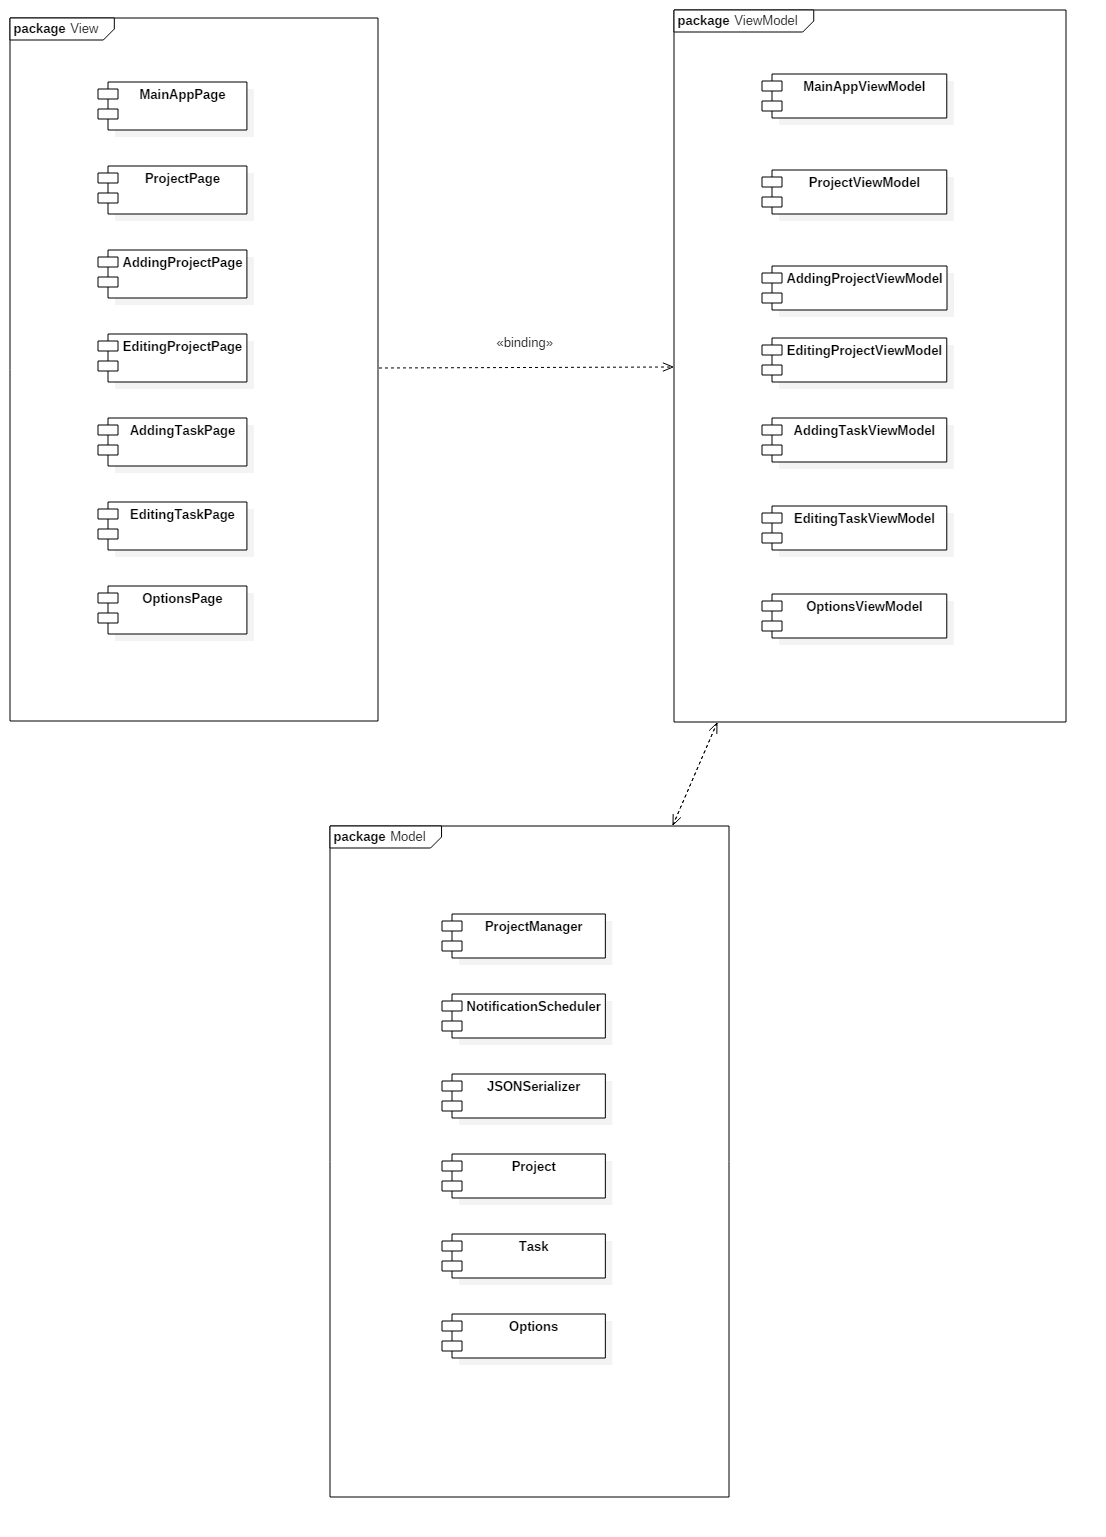 package View
MainAppPage
ProjectPage
AddingProjectPage
EditingProjectPage
AddingTaskPage
EditingTaskPage
OptionsPage
«binding»
package ViewModel
MainAppViewModel
ProjectViewModel
AddingProjectViewModel
EditingProjectViewModel
AddingTaskViewModel
EditingTaskViewModel
OptionsViewModel
package Model
ProjectManager
NotificationScheduler
JSONSerializer
Project
Task
Options